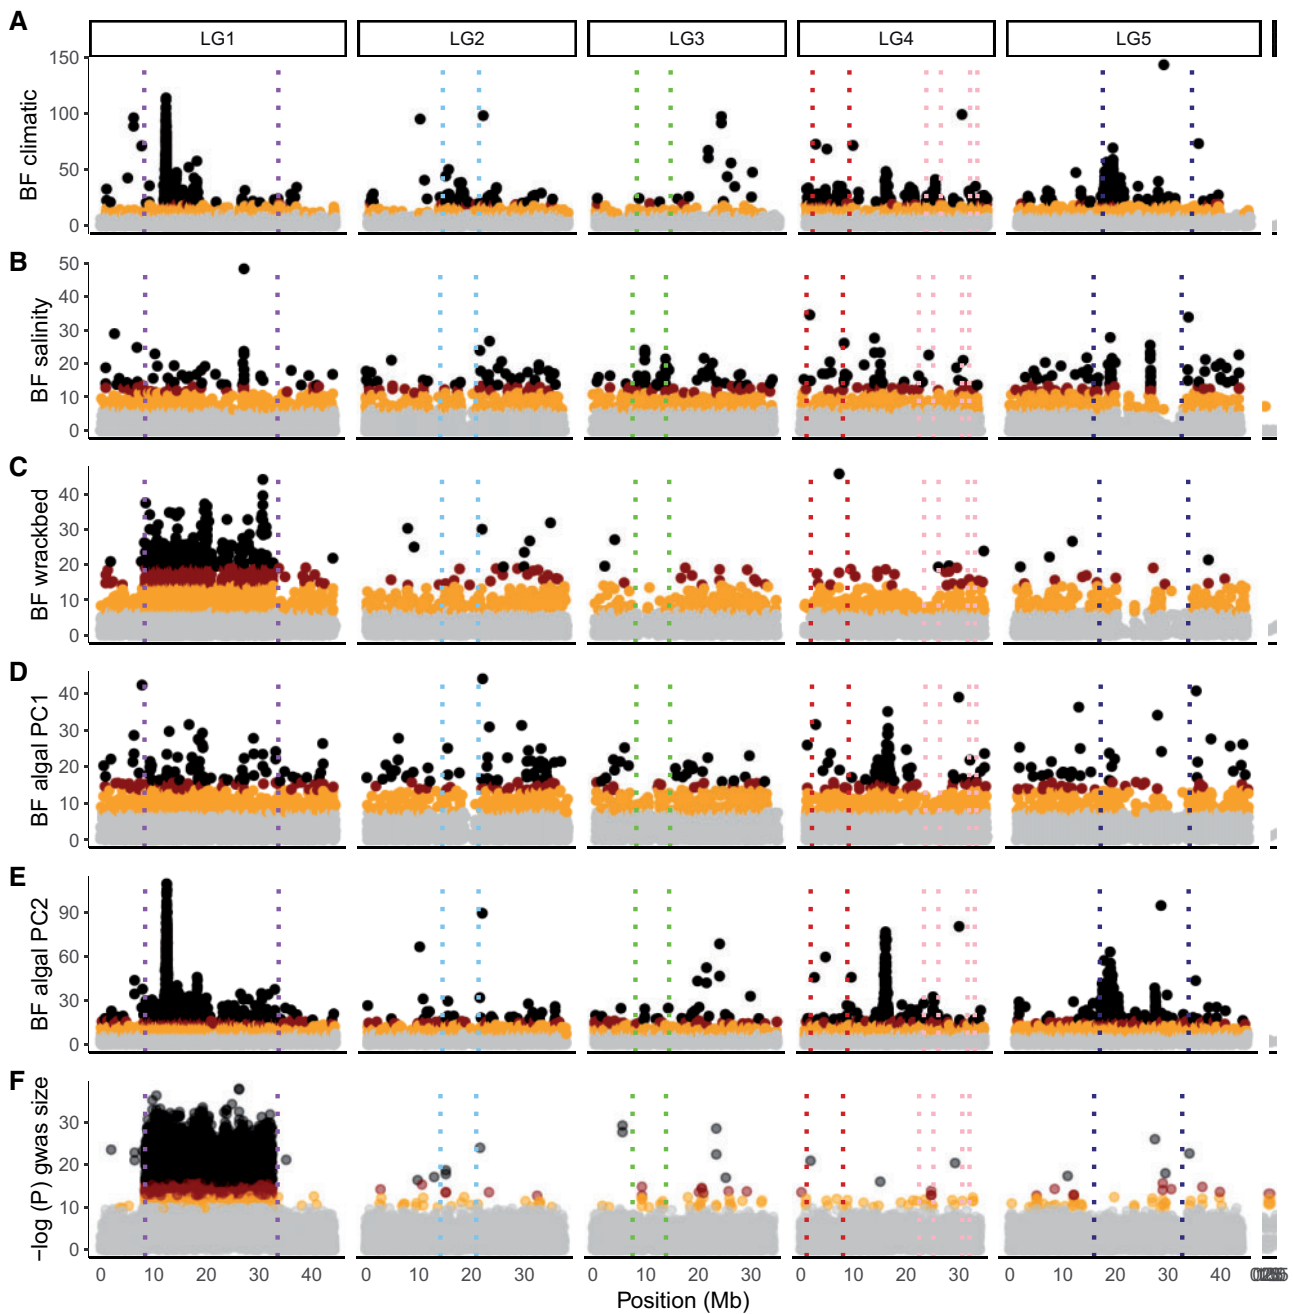 A
LG1 LG2 LG3 LG4 LG5
BF climatic
150
100
50
0
B
BF salinity
50
40
30
20
10
0
C
BF wrackbed
40
30
20
10
0
D
BF algal PC1
40
30
20
10
0
E
BF algal PC2
90
60
30
0
F
−log (P) gwas size
30
20
10
0
0 10 20 30 40 0 10 20 30 0 10 20 30 0 10 20 30 0 10 20 30 40
Position (Mb)